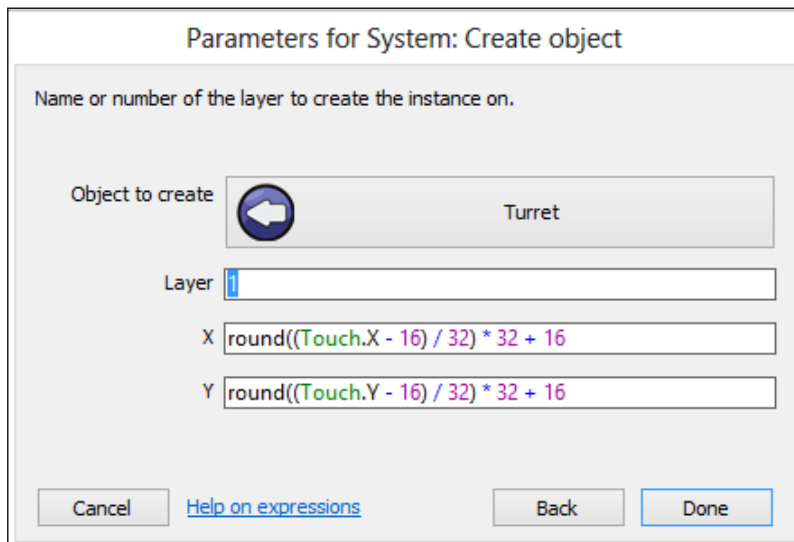 Parameters for System: Create object
Name or number of the layer to create the instance on.
Object to create Turret
Layer 1
X round((Touch.X - 16) / 32) * 32 + 16
Y round((Touch.Y - 16) / 32) * 32 + 16
Cancel Help on expressions Back Done